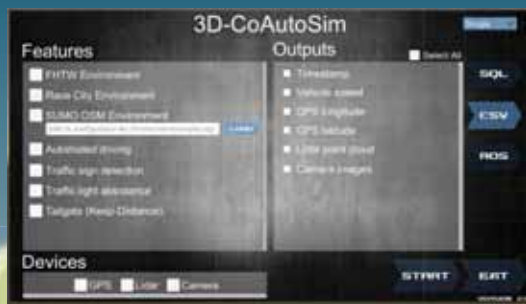 3D-CoAutoSim
Features
FHTW Environment
Race City Environment
SUMO OSM Environment
Automated driving
Traffic sign detection
Traffic light assistance
Tailgate (Keep-Distance)
Outputs
Select All
Timestamp
Vehicle speed
GPS longitude
GPS latitude
Lidar point cloud
Camera images
SQL
CSV
ROS
Devices
GPS
Lidar
Camera
START
EXIT